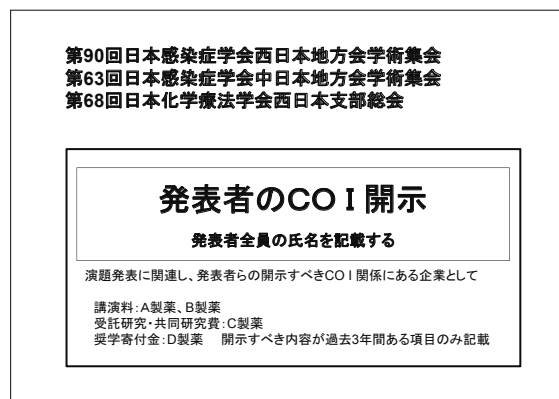 第90回日本感染症学会西日本地方会学術集会
第63回日本感染症学会中日本地方会学術集会
第68回日本化学療法学会西日本支部総会
発表者のCOI開示
発表者全員の氏名を記載する
演題発表に関連し、発表者らの開示すべきCOI関係にある企業として
講演料:A製薬、B製薬
受託研究・共同研究費:C製薬
奨学寄付金:D製薬　開示すべき内容が過去3年間ある項目のみ記載